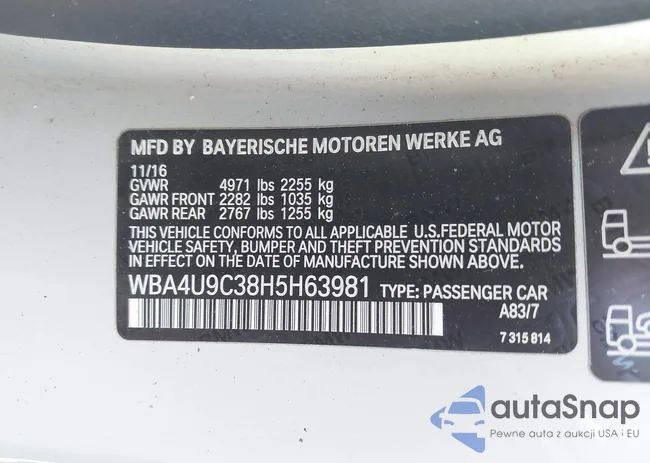 MFD BY BAYERISCHE MOTOREN WERKE AG
11/16
GVWR 4971 lbs 2255 kg
GAWR FRONT 2282 lbs 1035 kg
GAWR REAR 2767 lbs 1255 kg
THIS VEHICLE CONFORMS TO ALL APPLICABLE U.S.FEDERAL MOTOR
VEHICLE SAFETY, BUMPER AND THEFT PREVENTION STANDARDS
IN EFFECT ON THE DATE OF MANUFACTURE SHOWN ABOVE.
WBA4U9C38H5H63981 TYPE: PASSENGER CAR
A83/7
7 315 814
autoSnap
Pewne auta z aukcji USA i EU